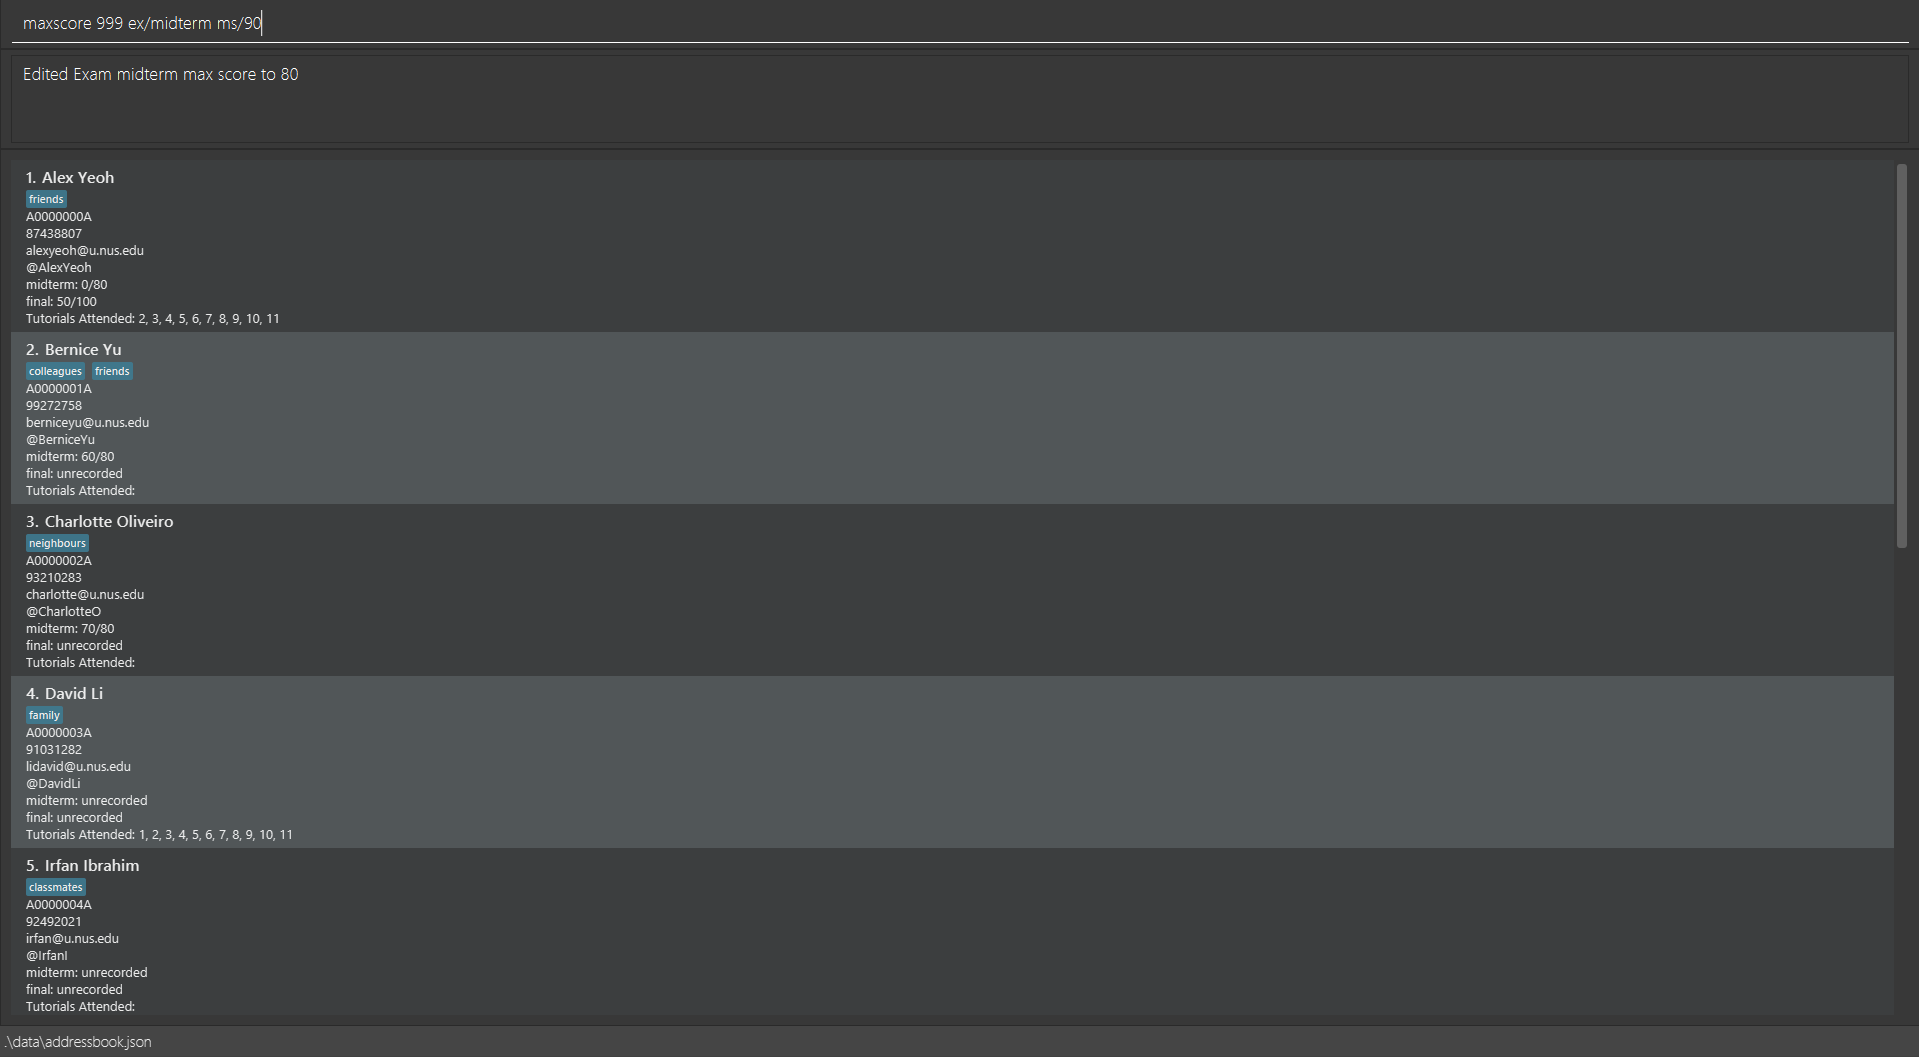 maxscore 999 ex/midterm ms/90
Edited Exam midterm max score to 80
1. Alex Yeoh
friends
A0000000A
87438807
alexyeoh@u.nus.edu
@AlexYeoh
midterm: 0/80
final: 50/100
Tutorials Attended: 2, 3, 4, 5, 6, 7, 8, 9, 10, 11
2. Bernice Yu
colleagues friends
A0000001A
99272758
berniceyu@u.nus.edu
@BerniceYu
midterm: 60/80
final: unrecorded
Tutorials Attended:
3. Charlotte Oliveiro
neighbours
A0000002A
93210283
charlotte@u.nus.edu
@CharlotteO
midterm: 70/80
final: unrecorded
Tutorials Attended:
4. David Li
family
A0000003A
91031282
lidavid@u.nus.edu
@DavidLi
midterm: unrecorded
final: unrecorded
Tutorials Attended: 1, 2, 3, 4, 5, 6, 7, 8, 9, 10, 11
5. Irfan Ibrahim
classmates
A0000004A
92492021
irfan@u.nus.edu
@IrfanI
midterm: unrecorded
final: unrecorded
Tutorials Attended:
.\data\addressbook.json